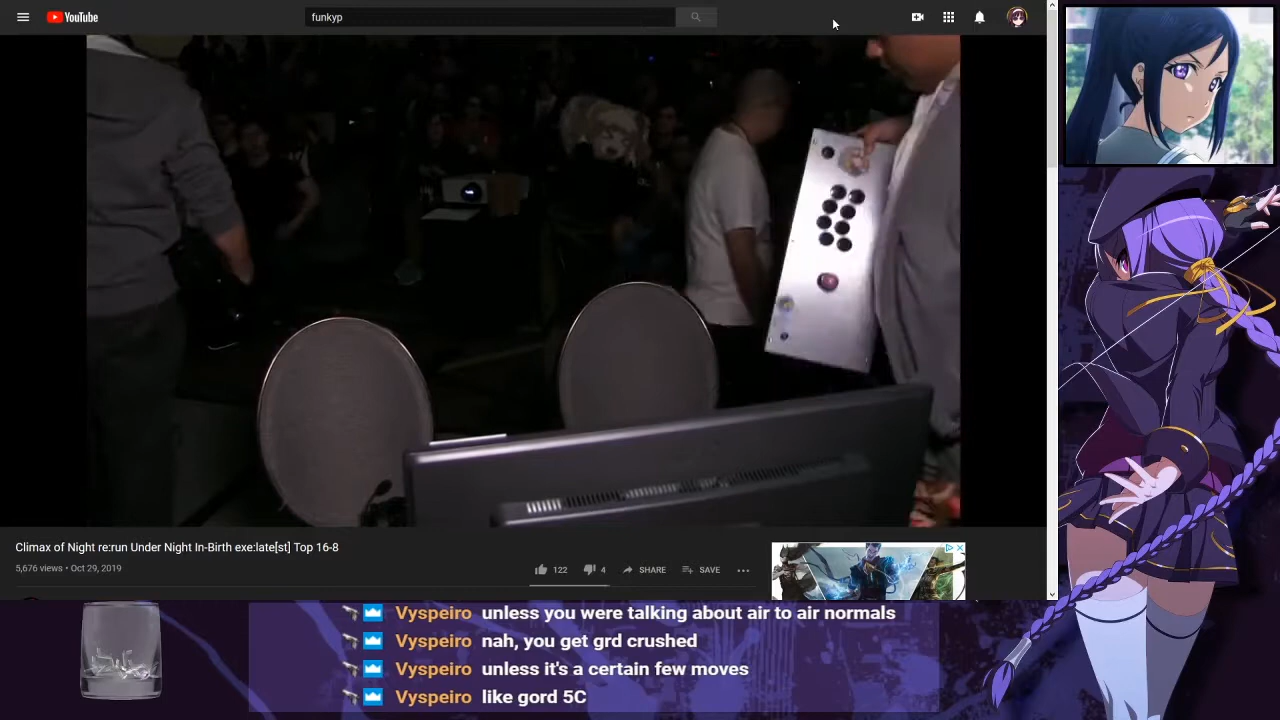 YouTube
funkyp
Climax of Night re:run Under Night In-Birth exe:late[st] Top 16-8
5,676 views • Oct 29, 2019
122
4
SHARE
SAVE
Vyspeiro unless you were talking about air to air normals
Vyspeiro nah, you get grd crushed
Vyspeiro unless it's a certain few moves
Vyspeiro like gord 5C